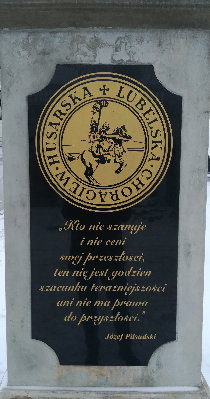 LUBELSKA CHORĄGIEW HUSARSKA
„Kto nie szanuje
i nie ceni
swej przeszłości,
ten nie jest godzien
szacunku teraźniejszości
ani nie ma prawa
do przyszłości."
Józef Piłsudski